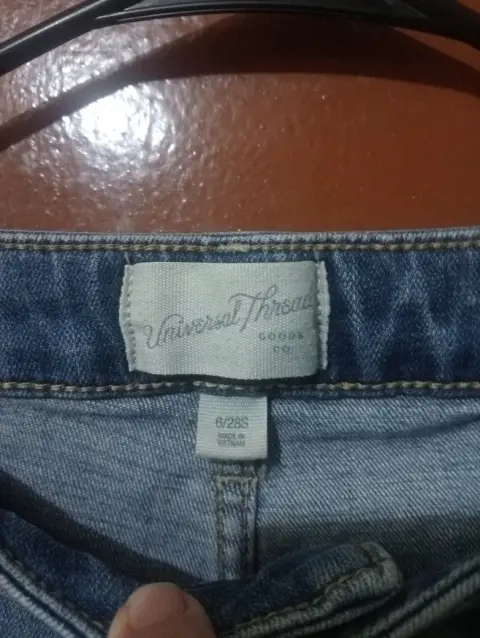 Universal Thread
GOODS
CO.
6/28S
MADE IN
VIETNAM